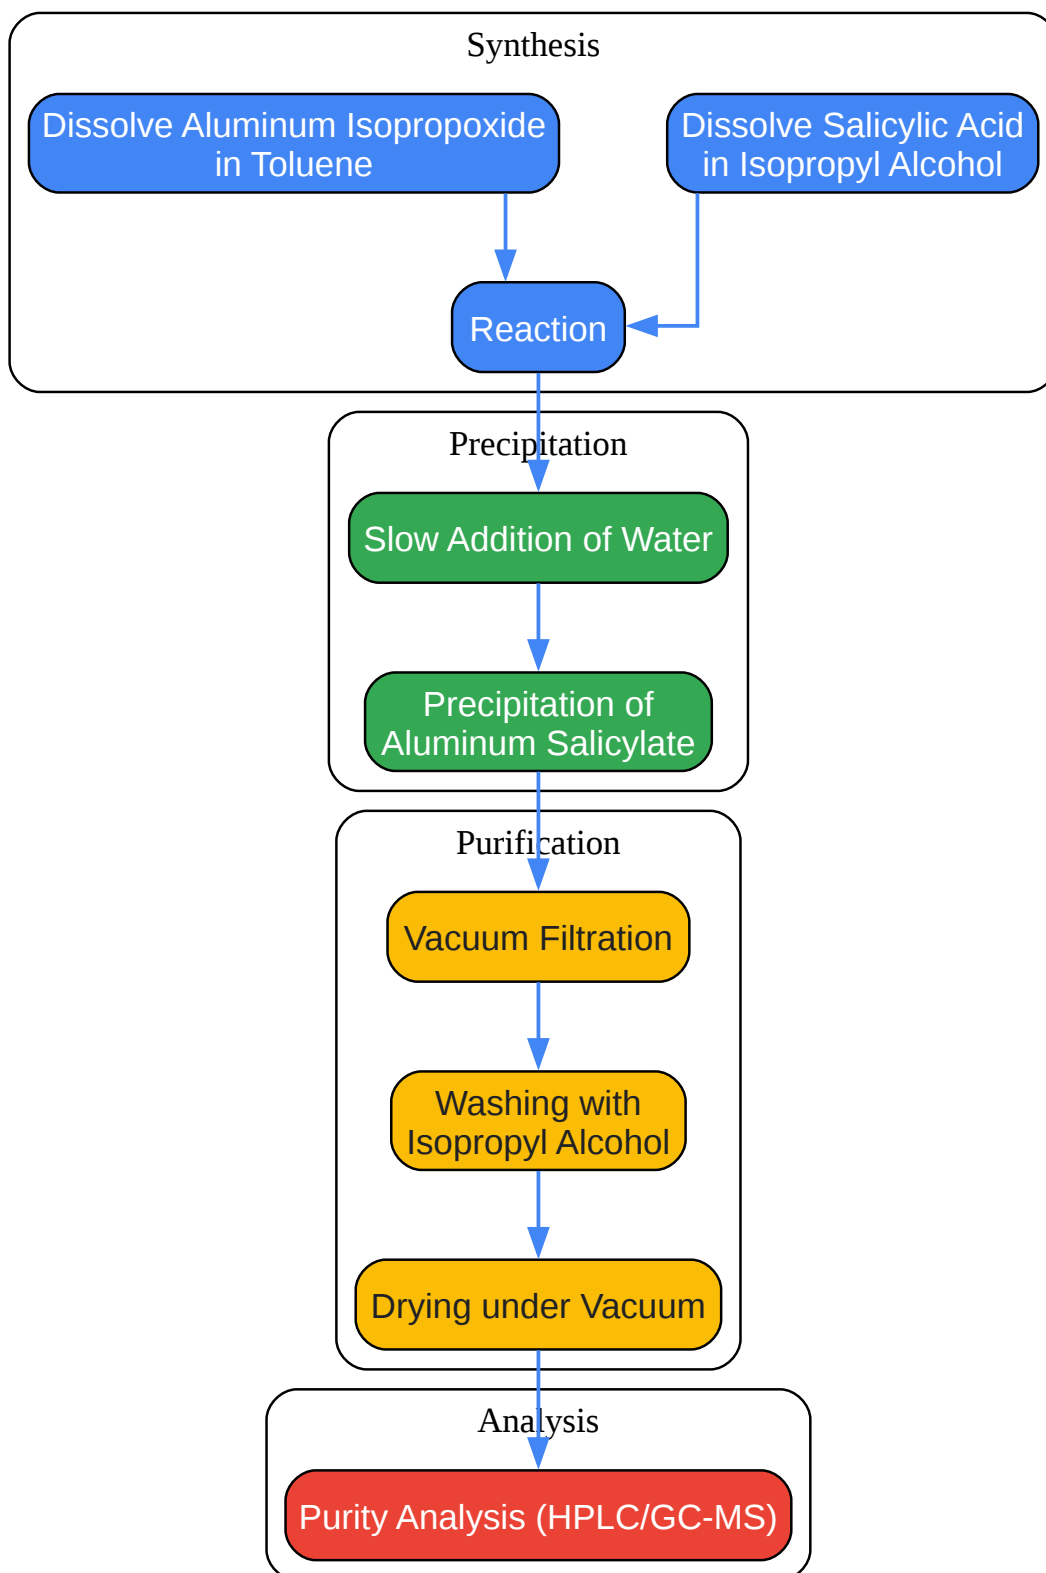 Synthesis
Dissolve Aluminum Isopropoxide
in Toluene
Dissolve Salicylic Acid
in Isopropyl Alcohol
Reaction
Precipitation
Slow Addition of Water
Precipitation of
Aluminum Salicylate
Purification
Vacuum Filtration
Washing with
Isopropyl Alcohol
Drying under Vacuum
Analysis
Purity Analysis (HPLC/GC-MS)